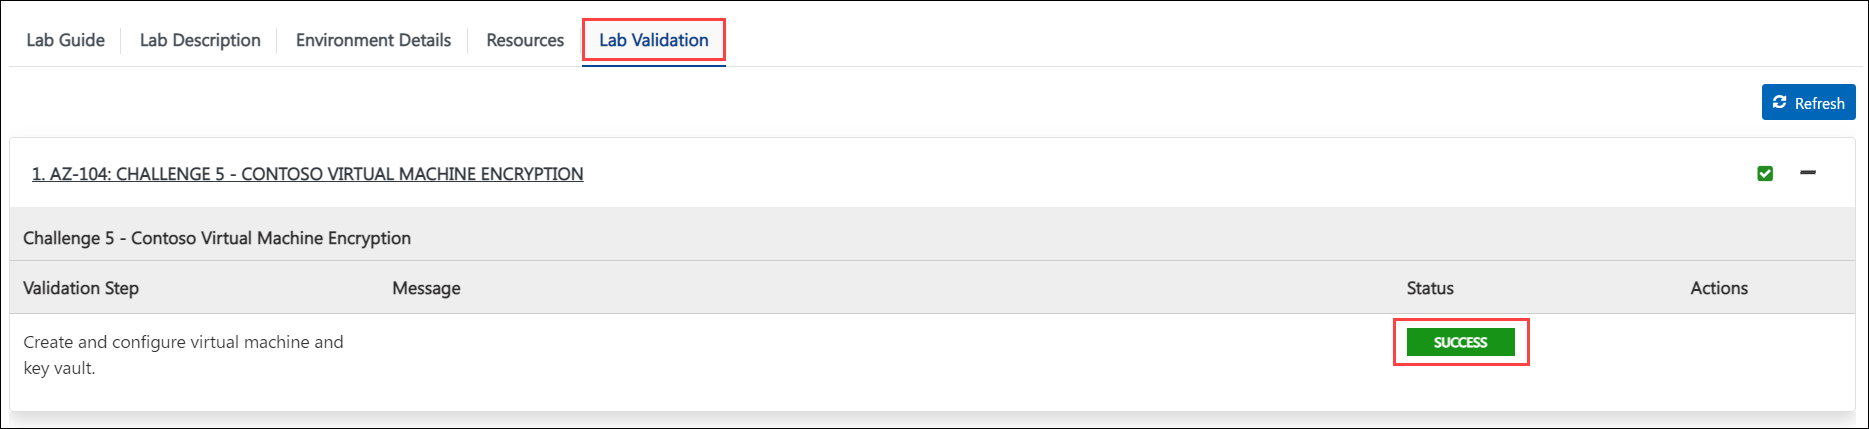 Lab Guide
Lab Description
Environment Details
Resources
Lab Validation
Refresh
1. AZ-104: CHALLENGE 5 - CONTOSO VIRTUAL MACHINE ENCRYPTION
Challenge 5 - Contoso Virtual Machine Encryption
Validation Step
Message
Status
Actions
Create and configure virtual machine and
key vault.
SUCCESS